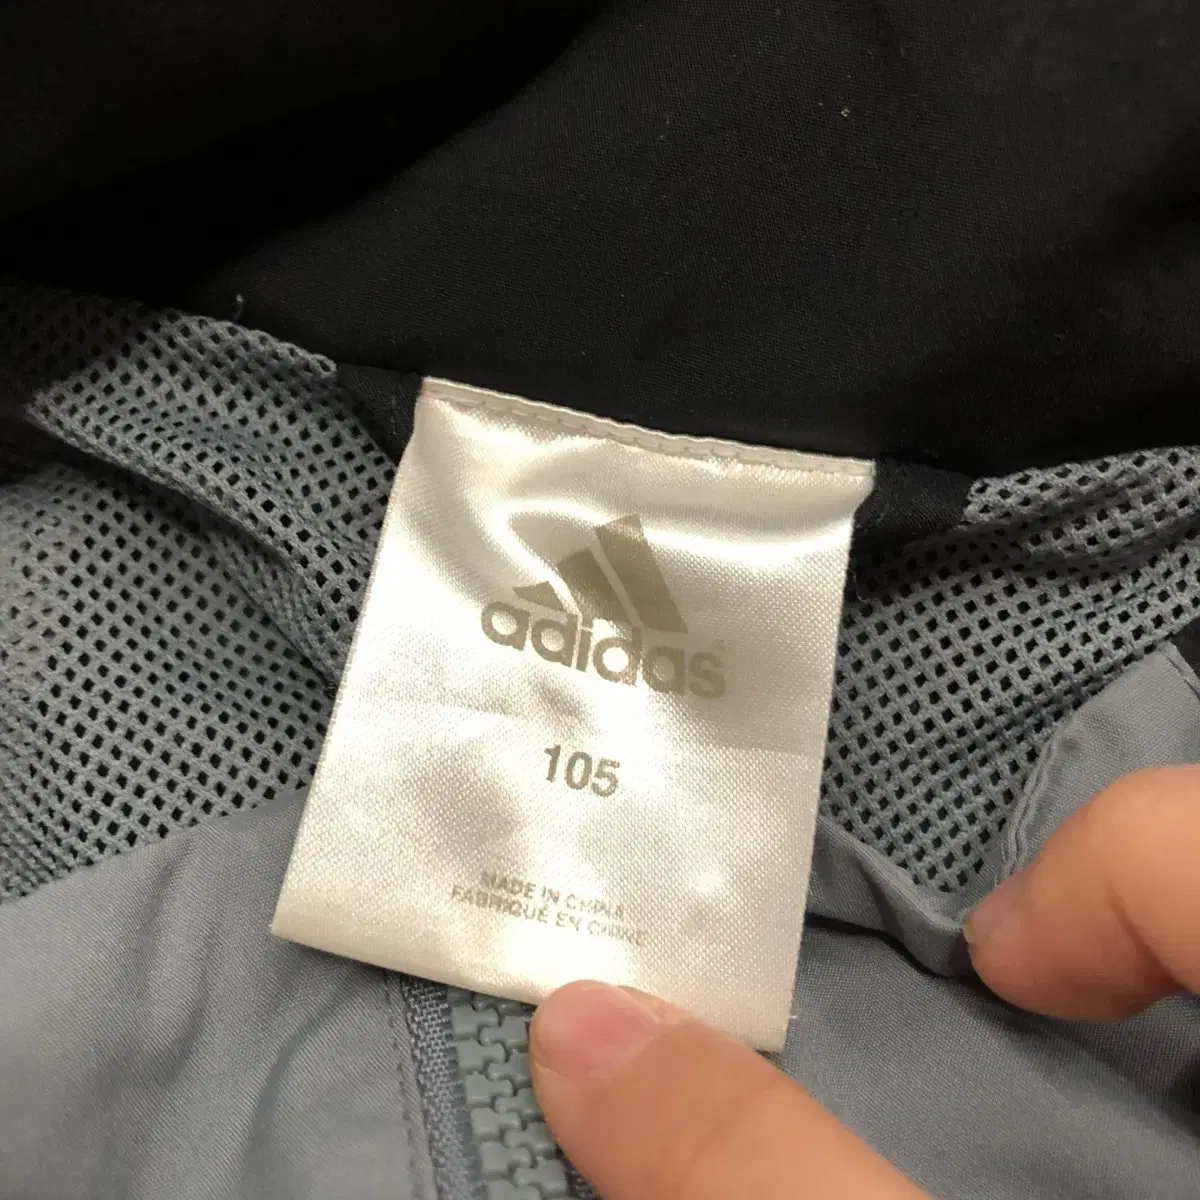 adidas
105
MADE IN CHINA
FABRIQUÉ EN CHINE